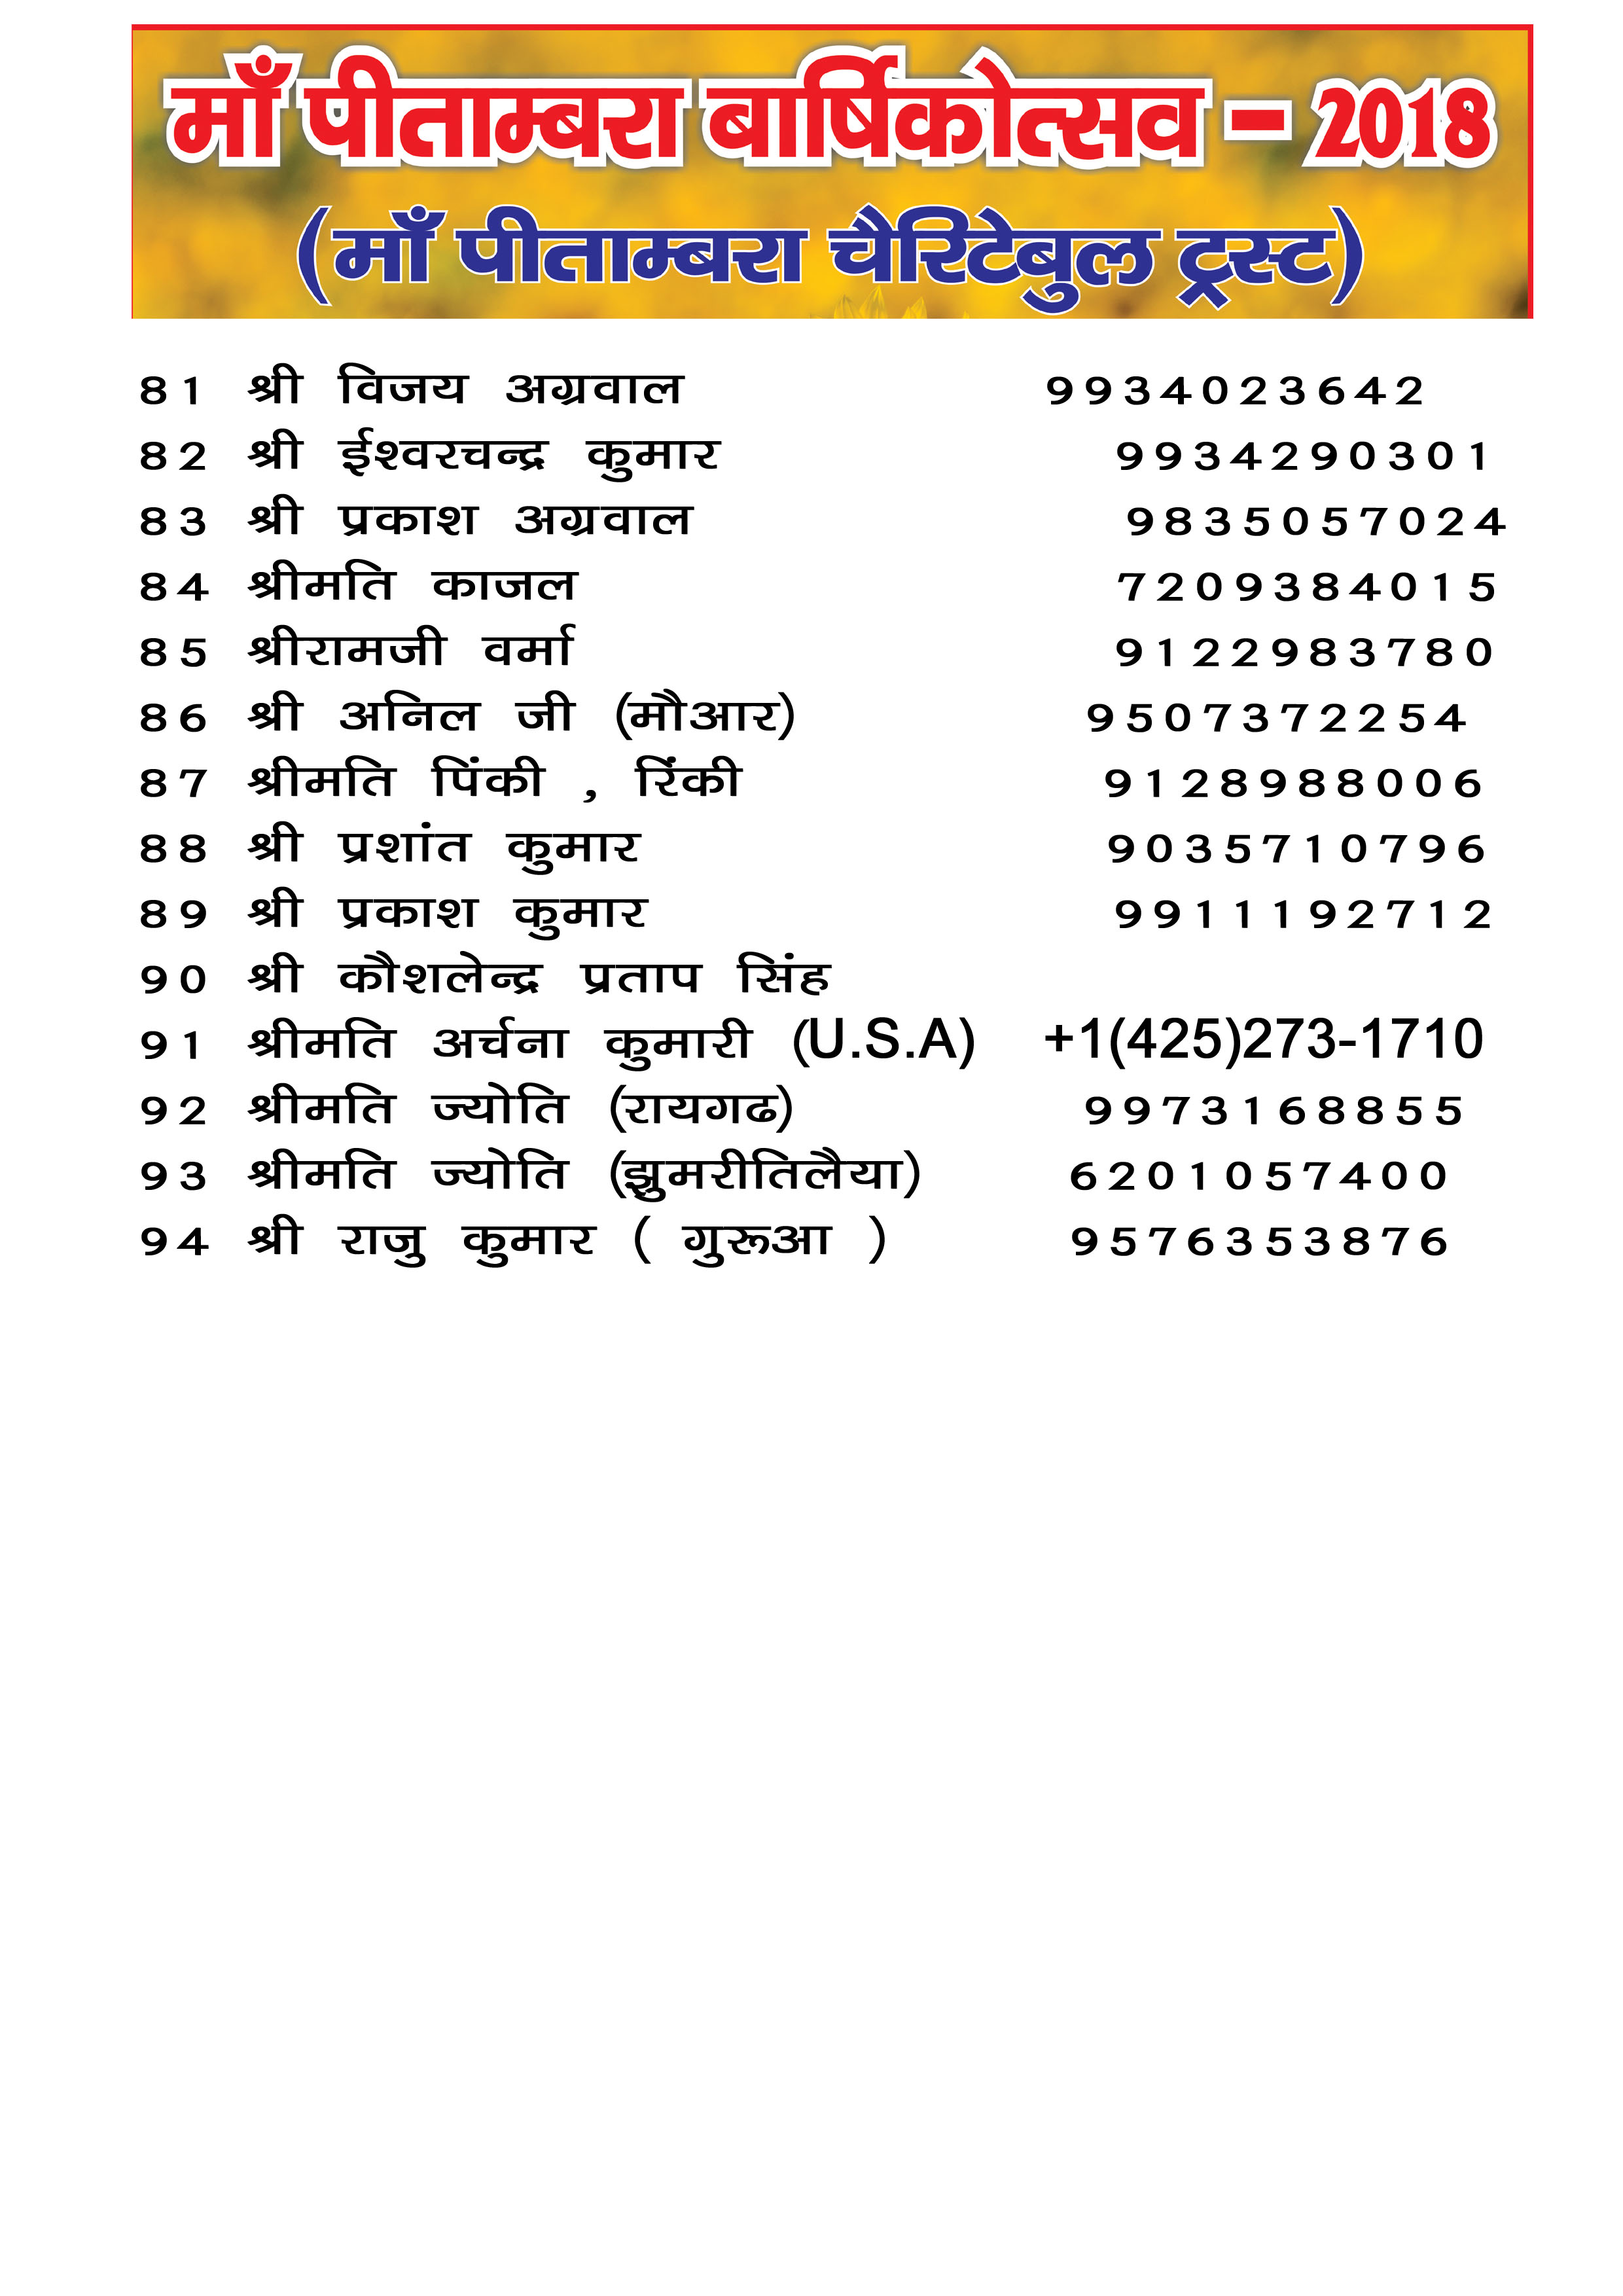 माँ पीताम्बरा बार्षिकोत्सव - 2018
(माँ पीताम्बरा चैरिटेबुल ट्रस्ट)
81 श्री विजय अग्रवाल 9934023642
82 श्री ईश्वरचन्द्र कुमार 9934290301
83 श्री प्रकाश अग्रवाल 9835057024
84 श्रीमति काजल 7209384015
85 श्रीरामजी वर्मा 9122983780
86 श्री अनिल जी (मौआर) 9507372254
87 श्रीमति पिंकी , रिंकी 9128988006
88 श्री प्रशांत कुमार 9035710796
89 श्री प्रकाश कुमार 9911192712
90 श्री कौशलेन्द्र प्रताप सिंह
91 श्रीमति अर्चना कुमारी (U.S.A) +1(425)273-1710
92 श्रीमति ज्योति (रायगढ) 9973168855
93 श्रीमति ज्योति (झुमरीतिलैया) 6201057400
94 श्री राजु कुमार ( गुरूआ ) 9576353876